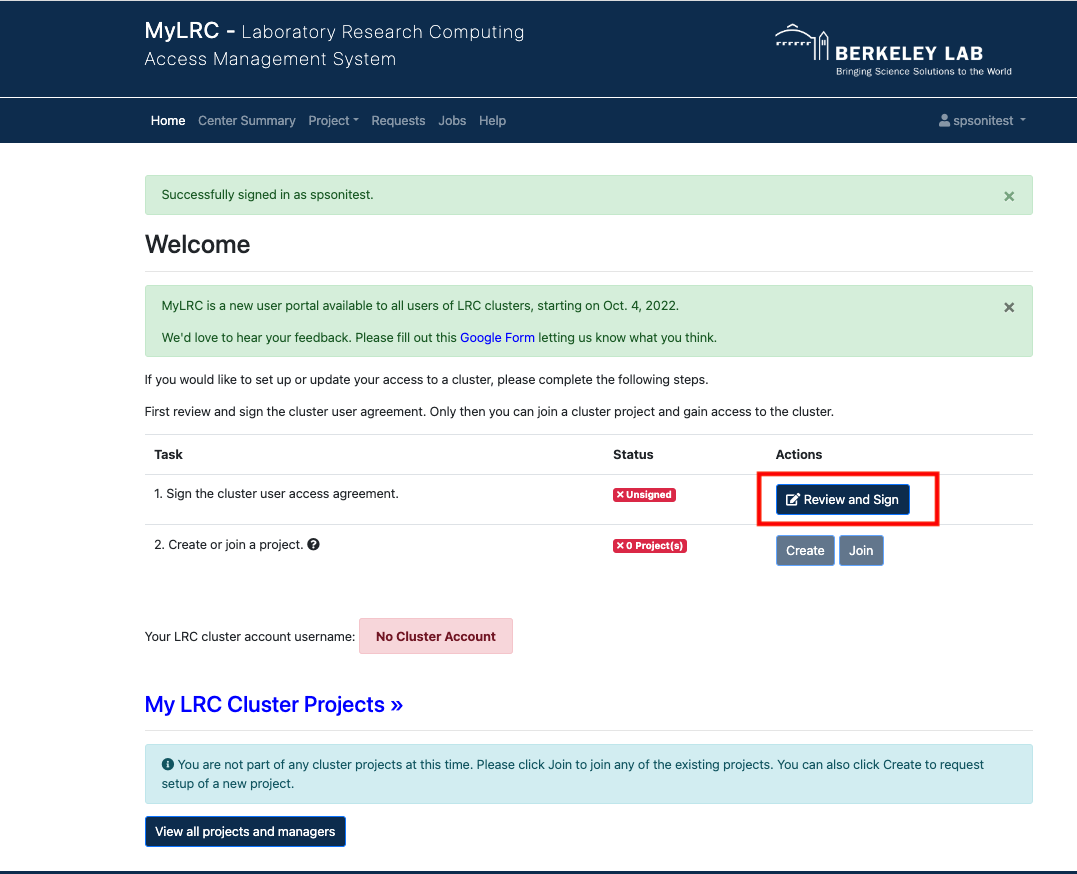 MyLRC - Laboratory Research Computing
Access Management System
BERKELEY LAB
Bringing Science Solutions to the World
Home Center Summary Project Requests Jobs Help spsonitest
Successfully signed in as spsonitest. ×
Welcome
MyLRC is a new user portal available to all users of LRC clusters, starting on Oct. 4, 2022. ×
We'd love to hear your feedback. Please fill out this Google Form letting us know what you think.
If you would like to set up or update your access to a cluster, please complete the following steps.
First review and sign the cluster user agreement. Only then you can join a cluster project and gain access to the cluster.
Task Status Actions
1. Sign the cluster user access agreement. × Unsigned Review and Sign
2. Create or join a project. ? × 0 Project(s) Create Join
Your LRC cluster account username: No Cluster Account
My LRC Cluster Projects »
You are not part of any cluster projects at this time. Please click Join to join any of the existing projects. You can also click Create to request
setup of a new project.
View all projects and managers